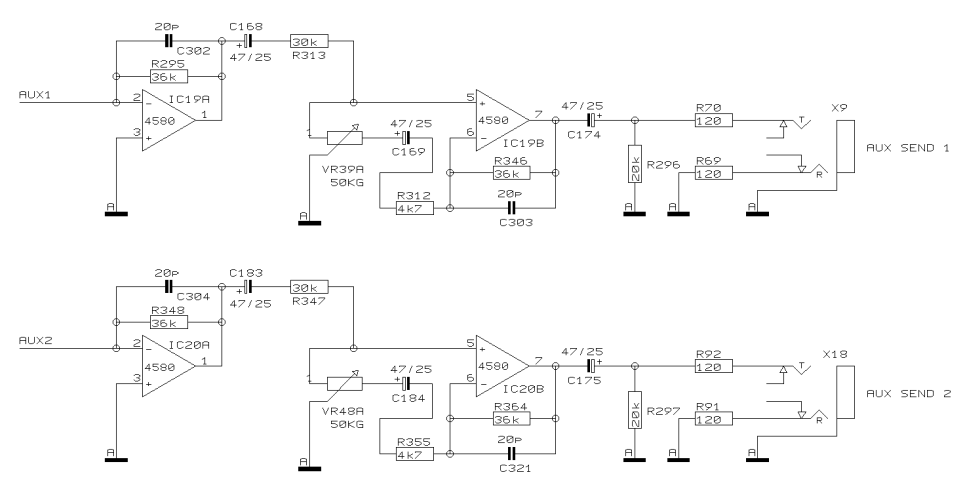 20p
C168
C302
+
47/25
30k
R313
R295
36k
AUX1
2
−
IC19A
4580
1
3
+
A
1
VR39A
50KG
47/25
+
C169
R312
4k7
A
5
+
IC19B
4580
7
6
−
R346
36k
20p
C303
47/25
+
C174
20k
R296
A
R70
120
R69
120
A
T
R
X9
AUX SEND 1
A
20p
C183
C304
+
47/25
30k
R347
R348
36k
AUX2
2
−
IC20A
4580
1
3
+
A
1
VR48A
50KG
47/25
+
C184
R355
4k7
A
5
+
IC20B
4580
7
6
−
R364
36k
20p
C321
47/25
+
C175
20k
R297
A
R92
120
R91
120
A
T
R
X18
AUX SEND 2
A